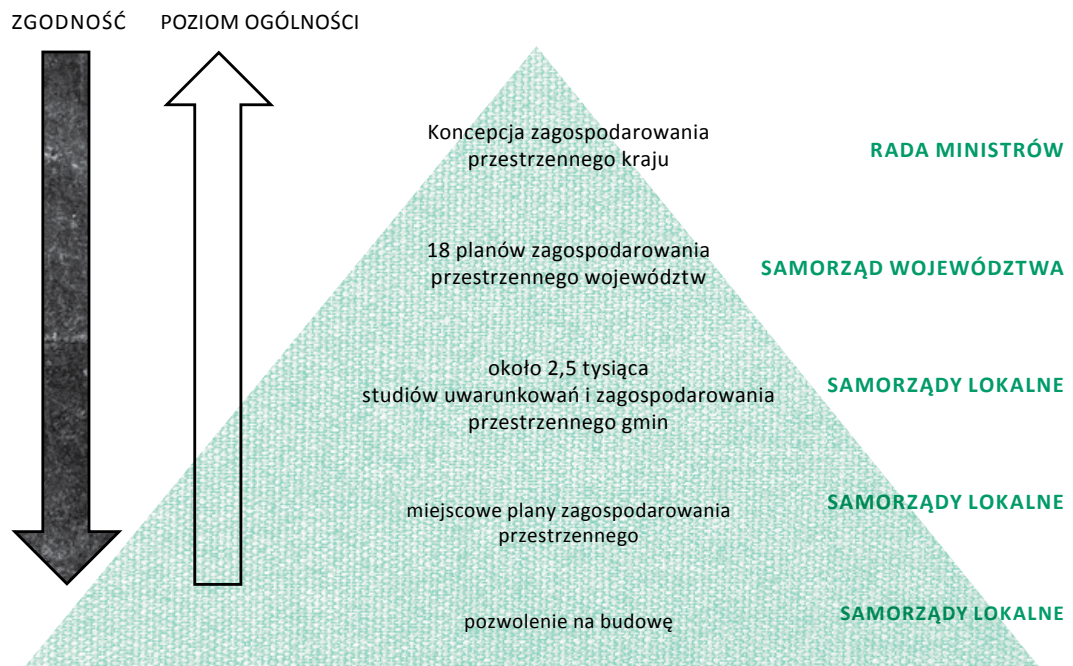 ZGODNOŚĆ
POZIOM OGÓLNOŚCI
Koncepcja zagospodarowania
przestrzennego kraju
RADA MINISTRÓW
18 planów zagospodarowania
przestrzennego województw
SAMORZĄD WOJEWÓDZTWA
około 2,5 tysiąca
studiów uwarunkowań i zagospodarowania
przestrzennego gmin
SAMORZĄDY LOKALNE
miejscowe plany zagospodarowania
przestrzennego
SAMORZĄDY LOKALNE
pozwolenie na budowę
SAMORZĄDY LOKALNE